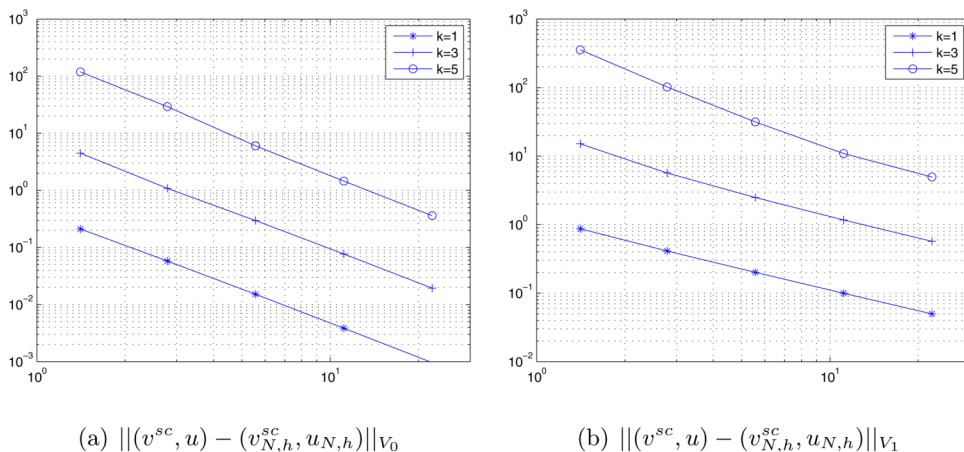 10^3
10^2
10^1
10^0
10^-1
10^-2
10^-3
10^0
10^1
k=1
k=3
k=5
(a) ||(v^{sc}, u) − (v^{sc}_{N,h}, u_{N,h})||_{V_0}
10^3
10^2
10^1
10^0
10^-1
10^-2
10^0
10^1
k=1
k=3
k=5
(b) ||(v^{sc}, u) − (v^{sc}_{N,h}, u_{N,h})||_{V_1}